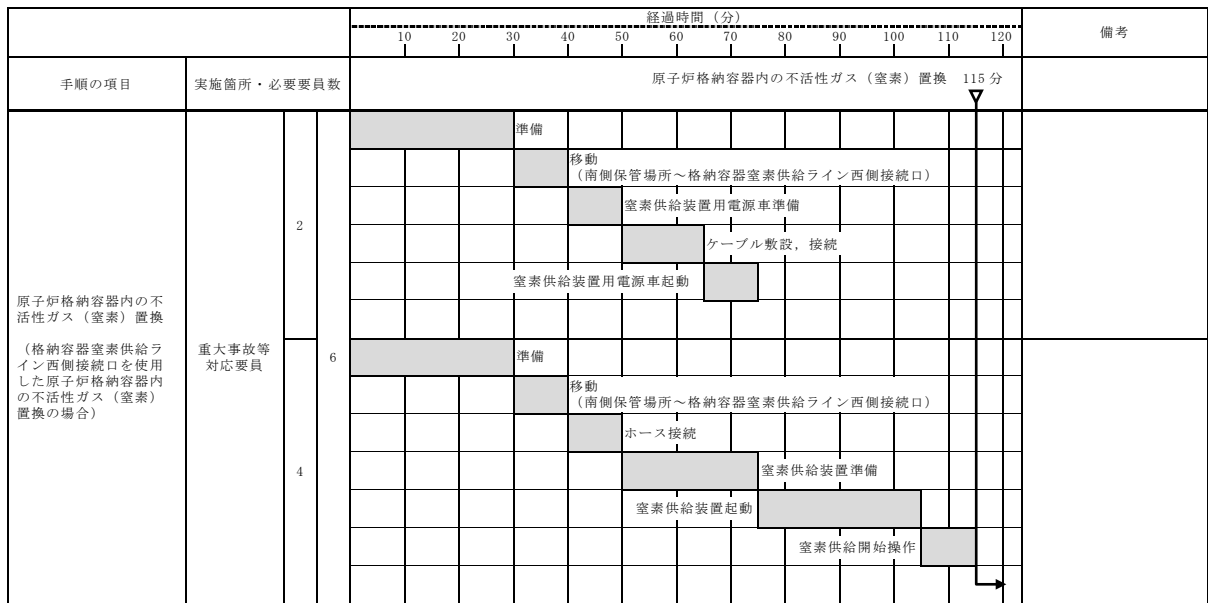 経過時間（分）
10 20 30 40 50 60 70 80 90 100 110 120
備考
手順の項目
実施箇所・必要要員数
原子炉格納容器内の不活性ガス（窒素）置換 115 分
準備
移動
（南側保管場所～格納容器窒素供給ライン西側接続口）
窒素供給装置用電源車準備
2
ケーブル敷設，接続
窒素供給装置用電源車起動
原子炉格納容器内の不
活性ガス（窒素）置換
（格納容器窒素供給ラ
イン西側接続口を使用
した原子炉格納容器内
の不活性ガス（窒素）
置換の場合）
重大事故等
対応要員
6
準備
移動
（南側保管場所～格納容器窒素供給ライン西側接続口）
ホース接続
4
窒素供給装置準備
窒素供給装置起動
窒素供給開始操作